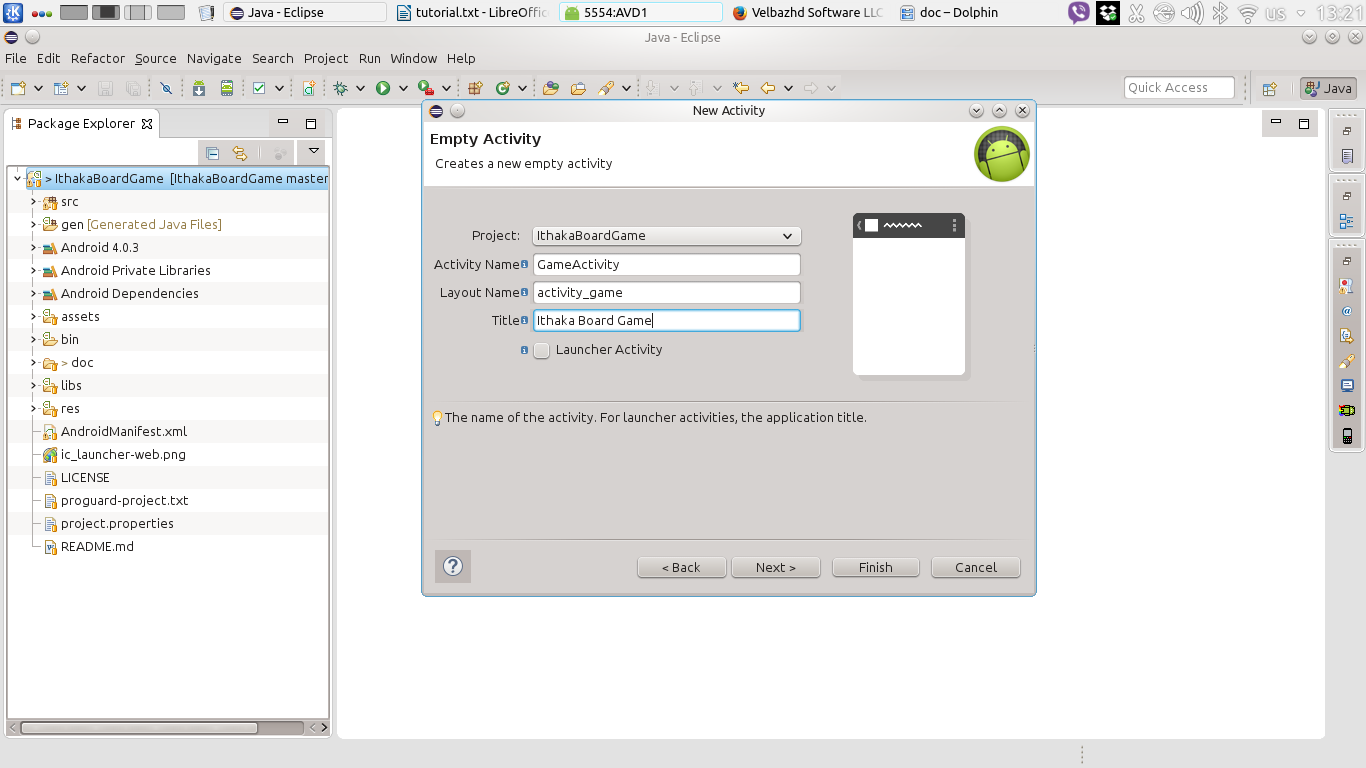 Java - Eclipse
tutorial.txt - LibreOffic
5554:AVD1
Velbazhd Software LLC
doc – Dolphin
us
13:21
Java - Eclipse
File Edit Refactor Source Navigate Search Project Run Window Help
Quick Access
Java
Package Explorer
> IthakaBoardGame [IthakaBoardGame master
src
gen [Generated Java Files]
Android 4.0.3
Android Private Libraries
Android Dependencies
assets
bin
> doc
libs
res
AndroidManifest.xml
ic_launcher-web.png
LICENSE
proguard-project.txt
project.properties
README.md
New Activity
Empty Activity
Creates a new empty activity
Project: IthakaBoardGame
Activity Name GameActivity
Layout Name activity_game
Title Ithaka Board Game
Launcher Activity
The name of the activity. For launcher activities, the application title.
?
< Back Next > Finish Cancel